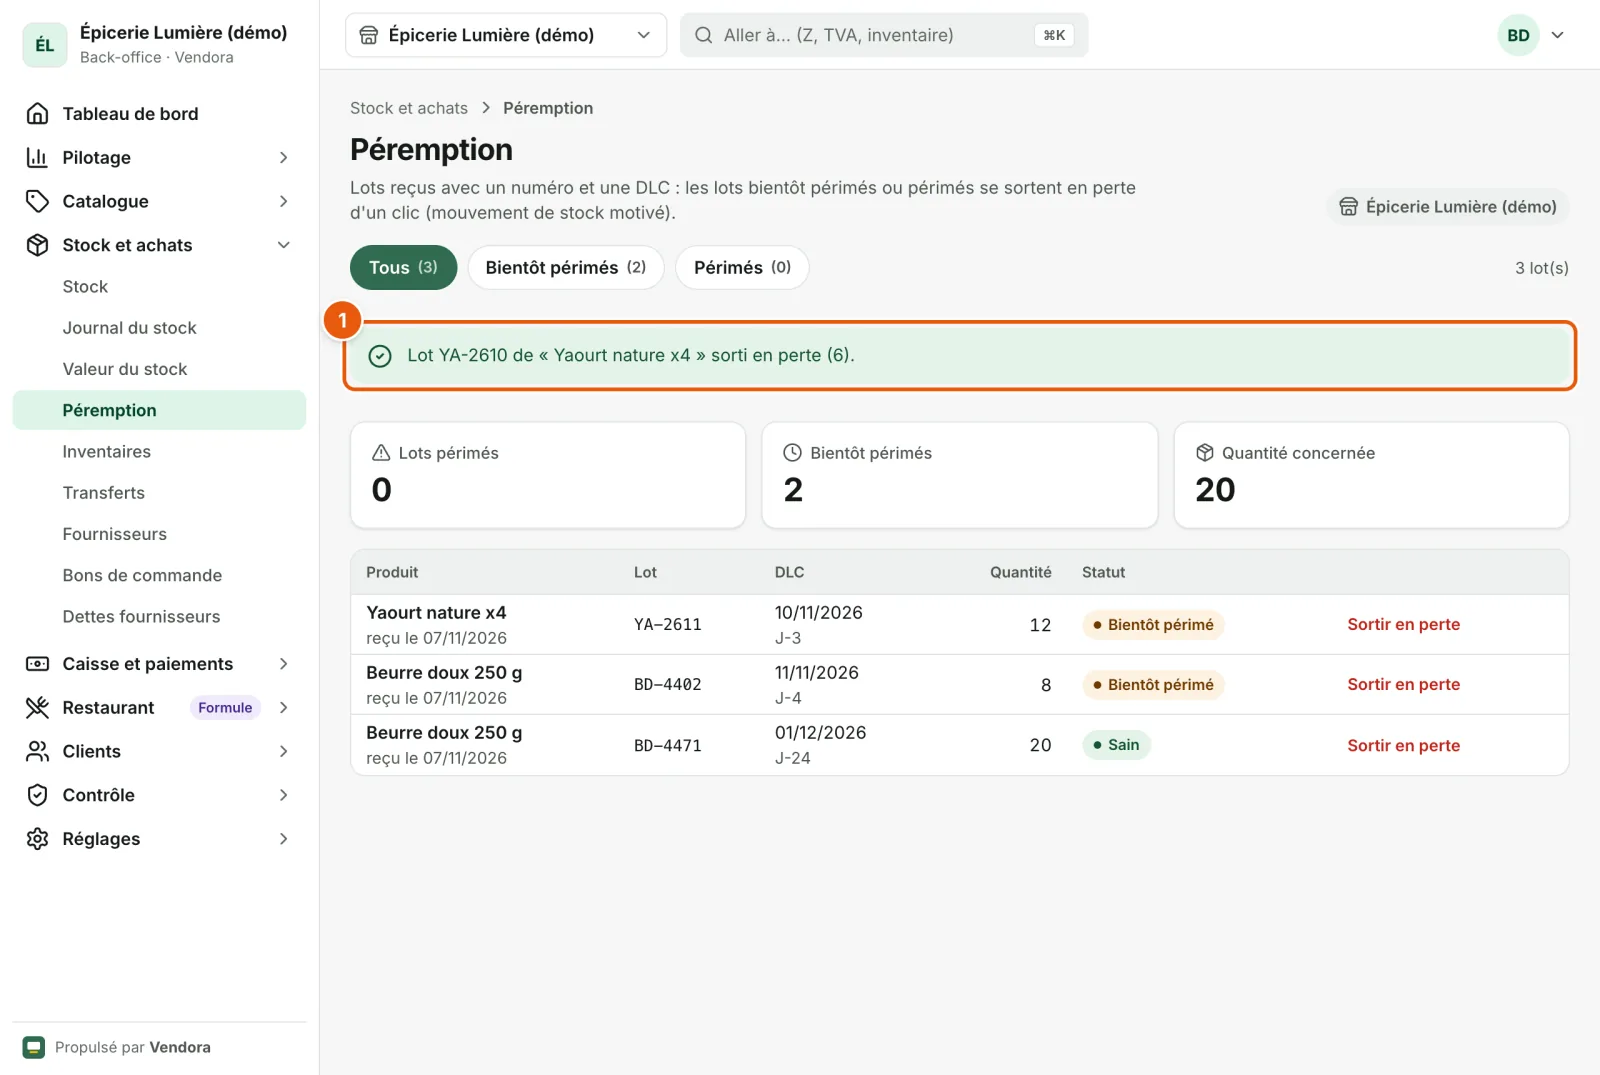 ÉL
Épicerie Lumière (démo)
Back-office · Vendora
Tableau de bord
Pilotage
Catalogue
Stock et achats
Stock
Journal du stock
Valeur du stock
Péremption
Inventaires
Transferts
Fournisseurs
Bons de commande
Dettes fournisseurs
Caisse et paiements
Restaurant Formule
Clients
Contrôle
Réglages
Propulsé par Vendora
Épicerie Lumière (démo)
Aller à... (Z, TVA, inventaire) ⌘K
BD
Stock et achats > Péremption
Péremption
Lots reçus avec un numéro et une DLC : les lots bientôt périmés ou périmés se sortent en perte
d'un clic (mouvement de stock motivé).
Épicerie Lumière (démo)
Tous (3) Bientôt périmés (2) Périmés (0) 3 lot(s)
1
Lot YA-2610 de « Yaourt nature x4 » sorti en perte (6).
Lots périmés
0
Bientôt périmés
2
Quantité concernée
20
Produit Lot DLC Quantité Statut
Yaourt nature x4
reçu le 07/11/2026
YA-2611
10/11/2026
J-3
12
Bientôt périmé
Sortir en perte
Beurre doux 250 g
reçu le 07/11/2026
BD-4402
11/11/2026
J-4
8
Bientôt périmé
Sortir en perte
Beurre doux 250 g
reçu le 07/11/2026
BD-4471
01/12/2026
J-24
20
Sain
Sortir en perte